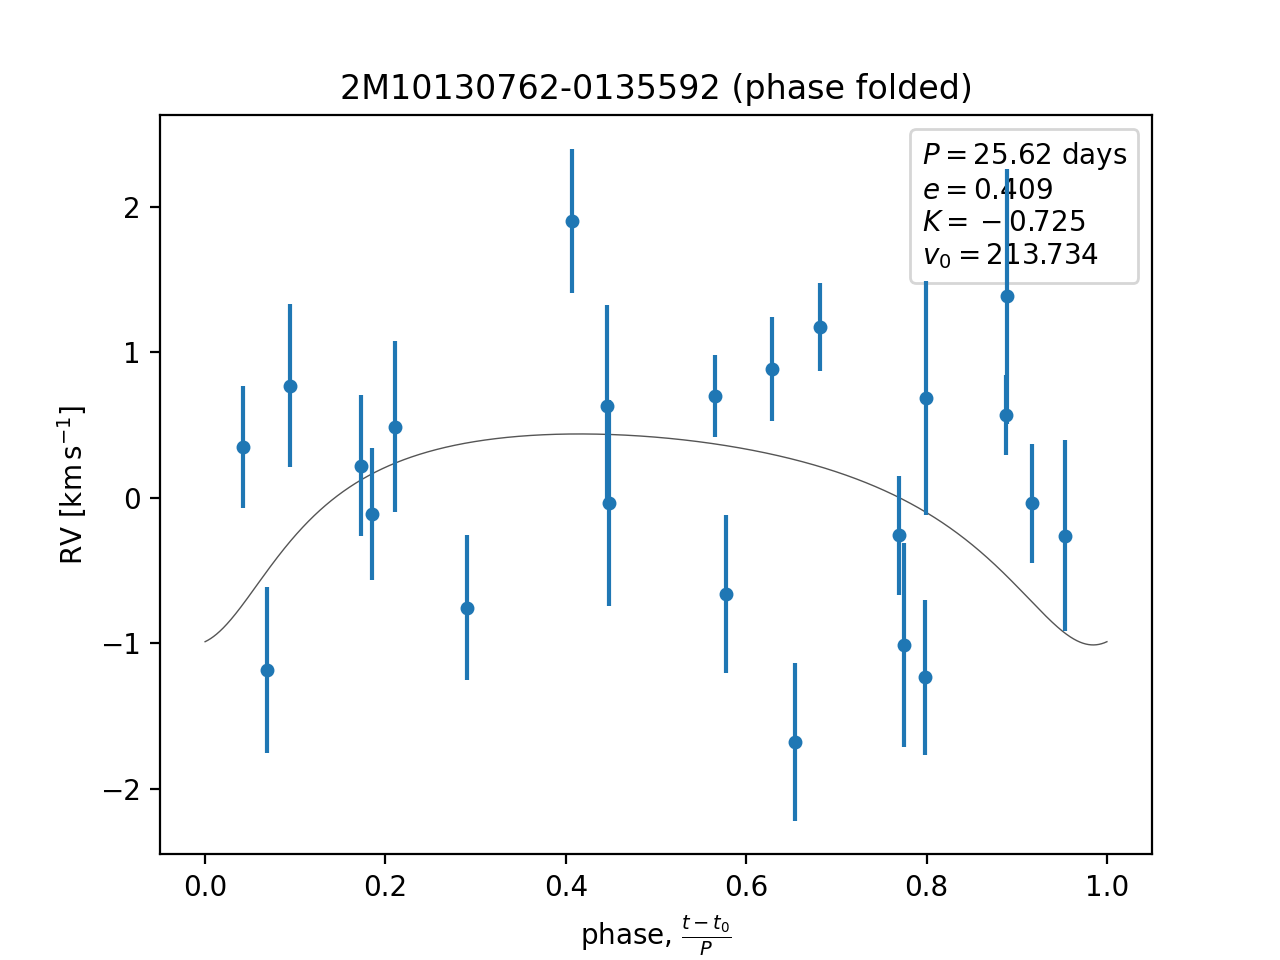 2M10130762-0135592 (phase folded)
P = 25.62 days
e = 0.409
K = −0.725
v₀ = 213.734
RV [km s⁻¹]
2
1
0
−1
−2
0.0 0.2 0.4 0.6 0.8 1.0
phase, (t − t₀)/P